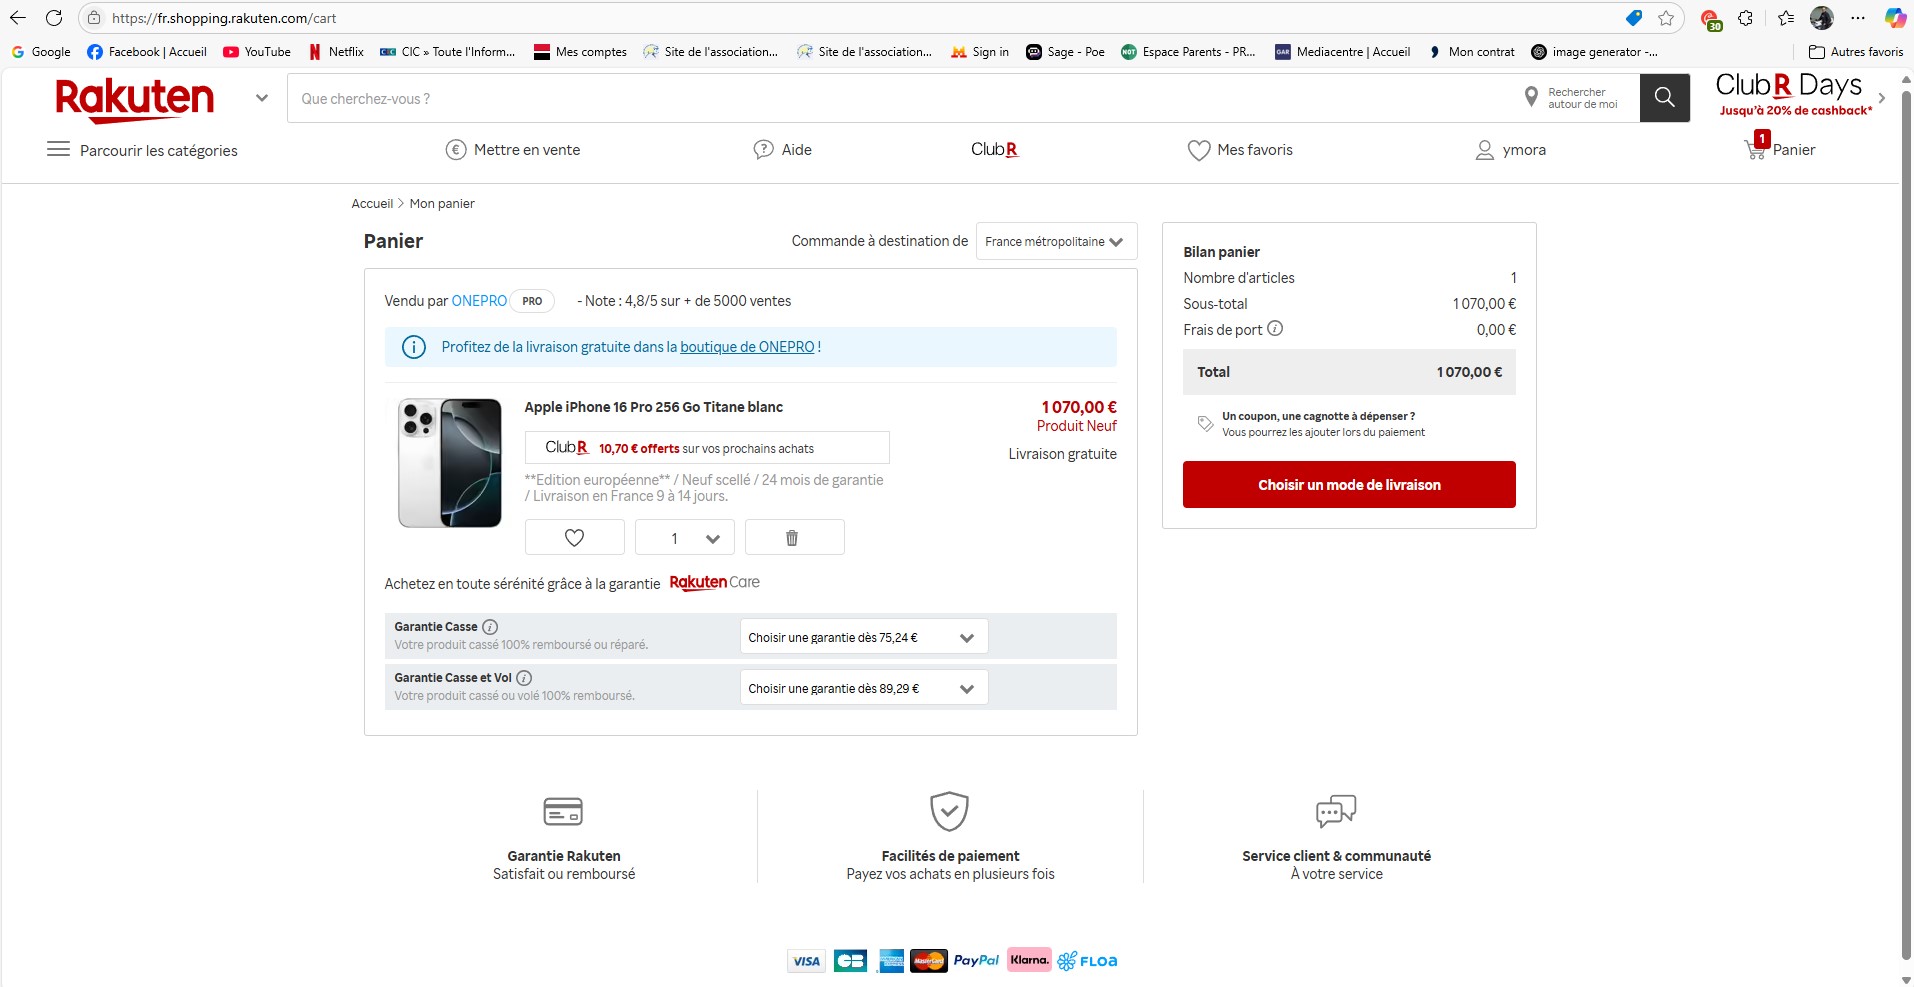 https://fr.shopping.rakuten.com/cart
30
Google
Facebook | Accueil
YouTube
Netflix
CIC » Toute l'Inform...
Mes comptes
Site de l'association...
Site de l'association...
Sign in
Sage - Poe
Espace Parents - PR...
GAR Mediacentre | Accueil
Mon contrat
image generator -...
Autres favoris
Rakuten
Que cherchez-vous ?
Rechercher
autour de moi
Club R Days
Jusqu'à 20% de cashback*
Parcourir les catégories
Mettre en vente
Aide
Club R
Mes favoris
ymora
1
Panier
Accueil > Mon panier
Panier
Commande à destination de
France métropolitaine
Vendu par ONEPRO PRO - Note : 4,8/5 sur + de 5000 ventes
Profitez de la livraison gratuite dans la boutique de ONEPRO !
Apple iPhone 16 Pro 256 Go Titane blanc
1 070,00 €
Produit Neuf
Club R 10,70 € offerts sur vos prochains achats
Livraison gratuite
**Edition européenne** / Neuf scellé / 24 mois de garantie
/ Livraison en France 9 à 14 jours.
1
Achetez en toute sérénité grâce à la garantie Rakuten Care
Garantie Casse
Votre produit cassé 100% remboursé ou réparé.
Choisir une garantie dès 75,24 €
Garantie Casse et Vol
Votre produit cassé ou volé 100% remboursé.
Choisir une garantie dès 89,29 €
Bilan panier
Nombre d'articles 1
Sous-total 1 070,00 €
Frais de port 0,00 €
Total 1 070,00 €
Un coupon, une cagnotte à dépenser ?
Vous pourrez les ajouter lors du paiement
Choisir un mode de livraison
Garantie Rakuten
Satisfait ou remboursé
Facilités de paiement
Payez vos achats en plusieurs fois
Service client & communauté
À votre service
VISA CB MasterCard PayPal Klarna. FLOA